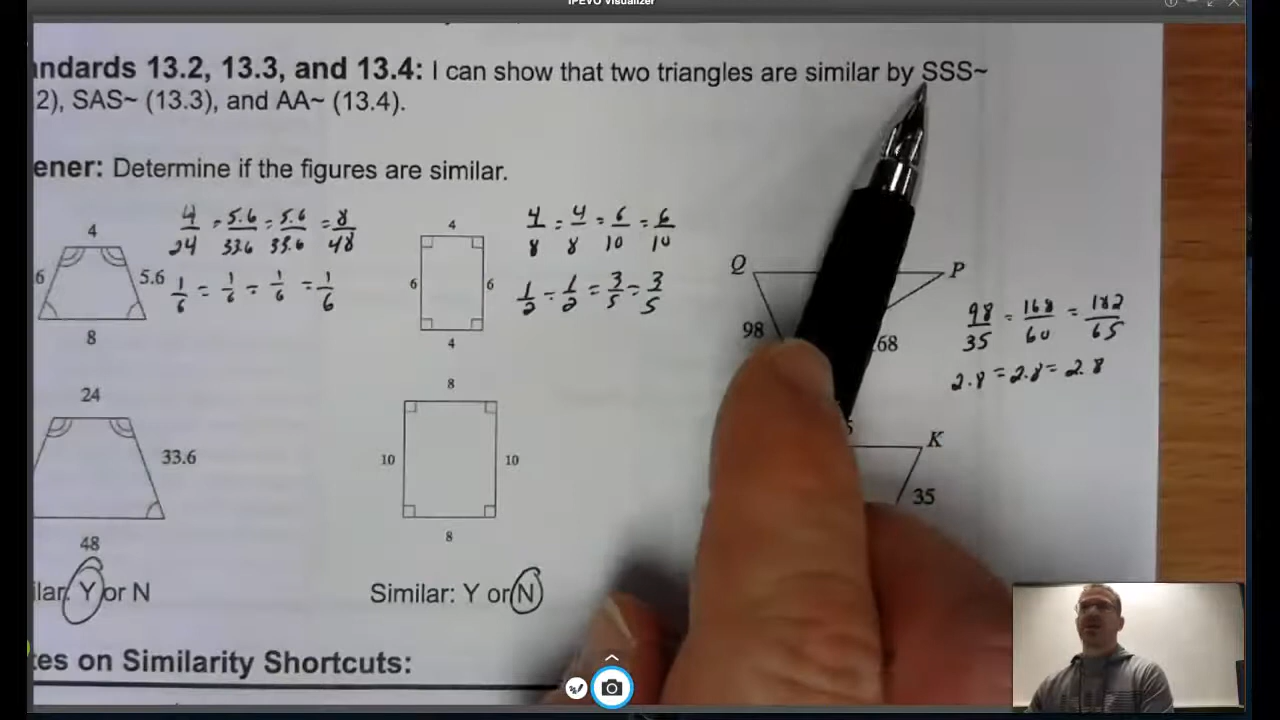 IPEVO Visualizer
andards 13.2, 13.3, and 13.4: I can show that two triangles are similar by SSS~
2), SAS~ (13.3), and AA~ (13.4).
ener: Determine if the figures are similar.
4
6
5.6
8
4/24 = 5.6/33.6 = 5.6/33.6 = 8/48
1/6 = 1/6 = 1/6 = 1/6
24
33.6
48
ilar: Y or N
4
6
6
4
4/8 = 4/8 = 6/10 = 6/10
1/2 = 1/2 = 3/5 = 3/5
8
10
10
8
Similar: Y or N
Q
P
98
68
98/35 = 168/60 = 182/65
2.8 = 2.8 = 2.8
K
35
tes on Similarity Shortcuts: